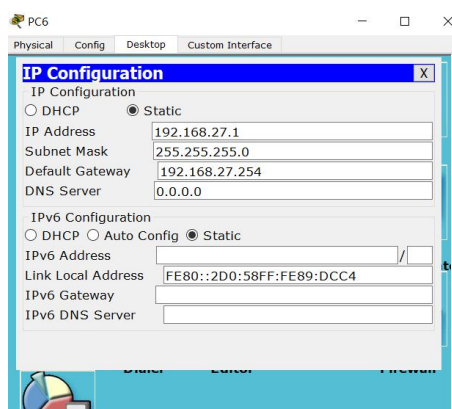 PC6
Physical Config Desktop Custom Interface
IP Configuration X
IP Configuration
DHCP Static
IP Address 192.168.27.1
Subnet Mask 255.255.255.0
Default Gateway 192.168.27.254
DNS Server 0.0.0.0
IPv6 Configuration
DHCP Auto Config Static
IPv6 Address /
Link Local Address FE80::2D0:58FF:FE89:DCC4
IPv6 Gateway
IPv6 DNS Server